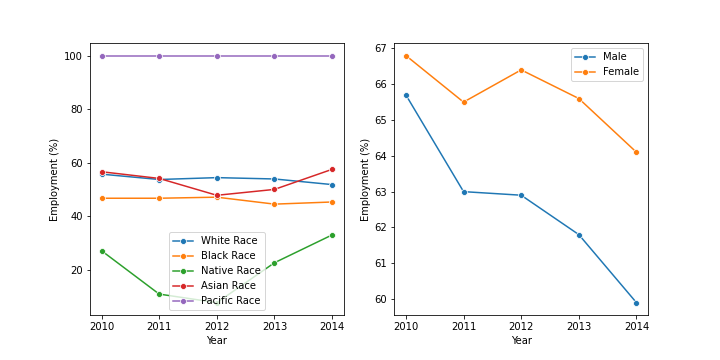 100
80
60
40
20
Employment (%)
2010 2011 2012 2013 2014
Year
White Race
Black Race
Native Race
Asian Race
Pacific Race
67
66
65
64
63
62
61
60
Employment (%)
2010 2011 2012 2013 2014
Year
Male
Female